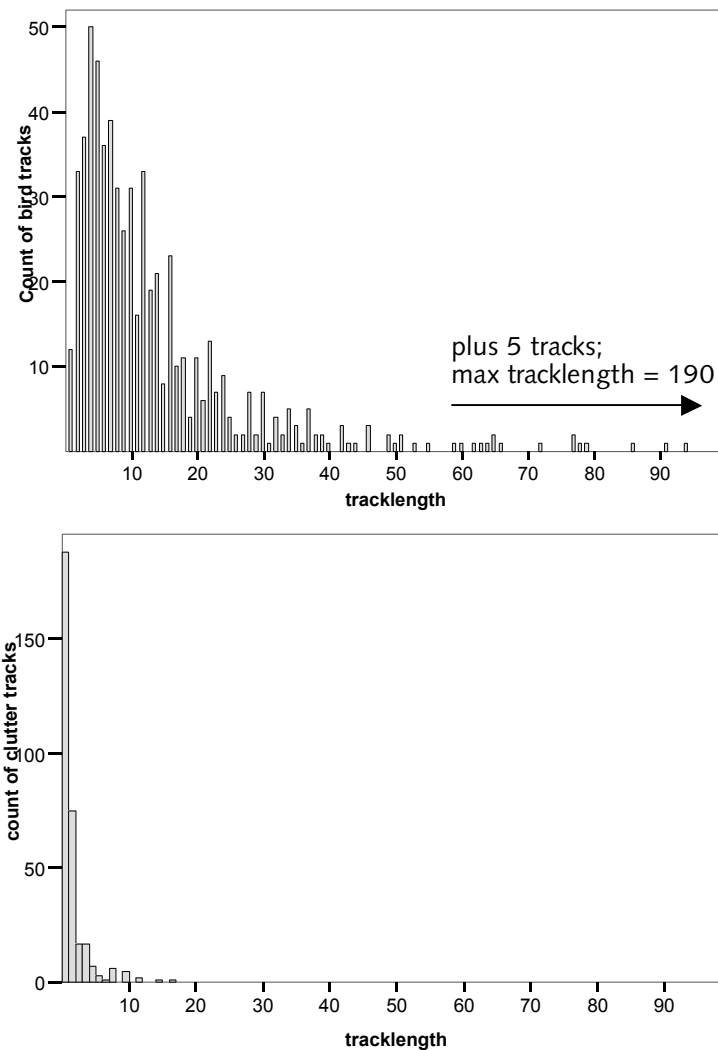 50
40
30
20
10
Count of bird tracks
plus 5 tracks;
max tracklength = 190
10 20 30 40 50 60 70 80 90
tracklength
150
100
50
0
count of clutter tracks
10 20 30 40 50 60 70 80 90
tracklength